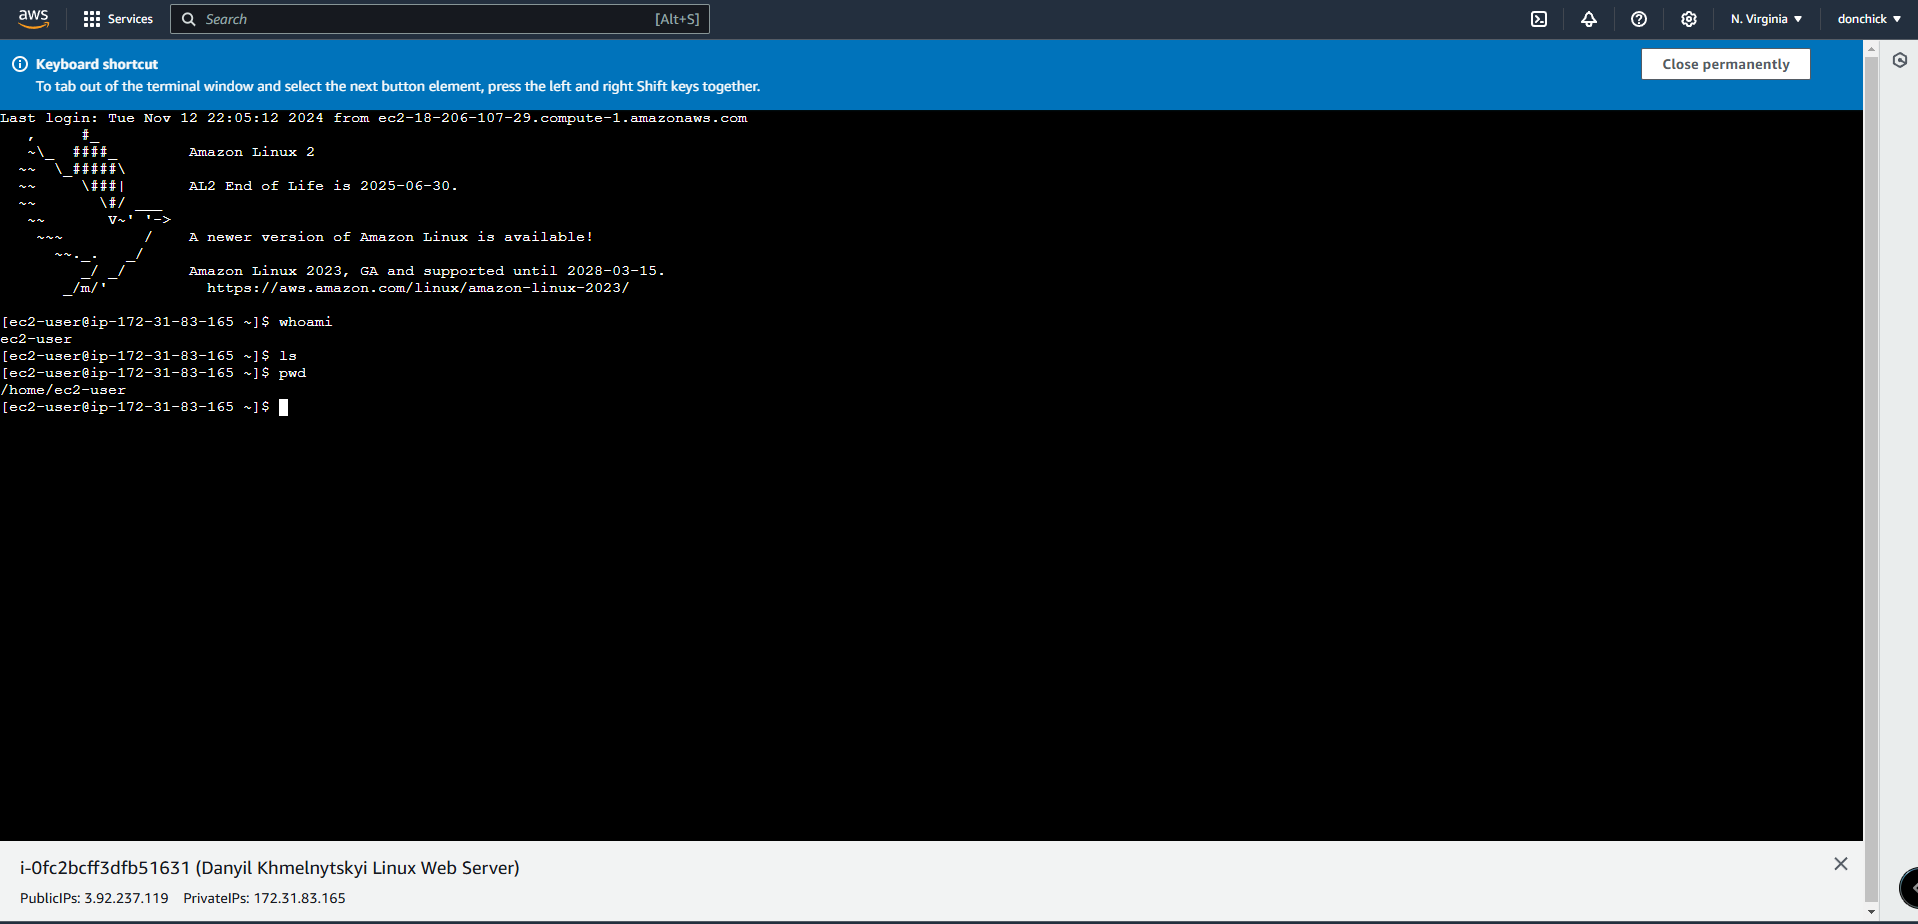 aws Services Search [Alt+S] N. Virginia donchick
Keyboard shortcut
To tab out of the terminal window and select the next button element, press the left and right Shift keys together.
Close permanently
Last login: Tue Nov 12 22:05:12 2024 from ec2-18-206-107-29.compute-1.amazonaws.com
   ,     #_
   ~\_  ####_        Amazon Linux 2
  ~~  \_#####\
  ~~     \###|       AL2 End of Life is 2025-06-30.
  ~~       \#/ ___
   ~~       V~' '->
    ~~~         /    A newer version of Amazon Linux is available!
      ~~._.   _/
         _/ _/       Amazon Linux 2023, GA and supported until 2028-03-15.
       _/m/'           https://aws.amazon.com/linux/amazon-linux-2023/
[ec2-user@ip-172-31-83-165 ~]$ whoami
ec2-user
[ec2-user@ip-172-31-83-165 ~]$ ls
[ec2-user@ip-172-31-83-165 ~]$ pwd
/home/ec2-user
[ec2-user@ip-172-31-83-165 ~]$
i-0fc2bcff3dfb51631 (Danyil Khmelnytskyi Linux Web Server)
PublicIPs: 3.92.237.119 PrivateIPs: 172.31.83.165